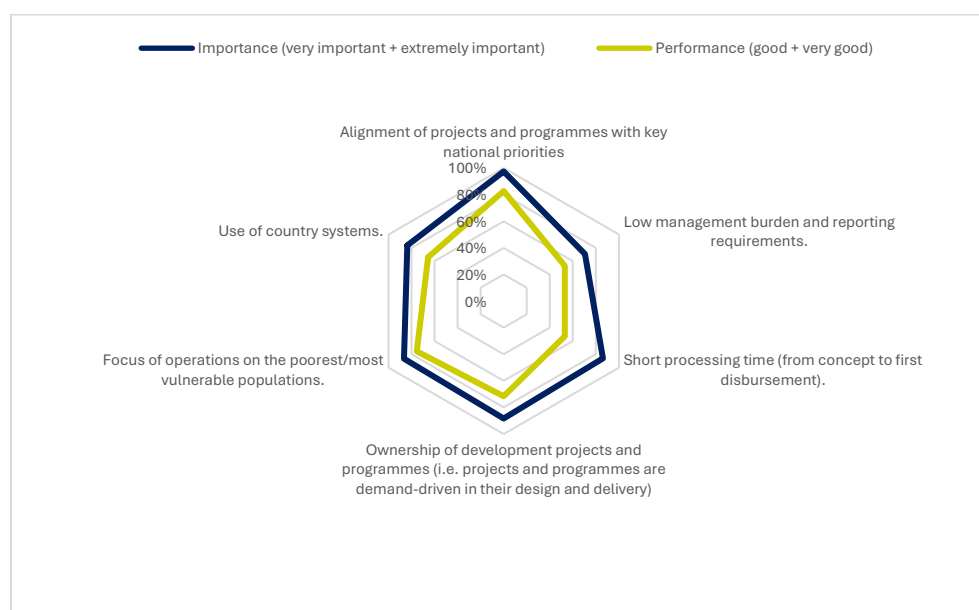 Importance (very important + extremely important)
Performance (good + very good)
Alignment of projects and programmes with key
national priorities
100%
80%
60%
40%
20%
0%
Low management burden and reporting
requirements.
Short processing time (from concept to first
disbursement).
Ownership of development projects and
programmes (i.e. projects and programmes are
demand-driven in their design and delivery)
Focus of operations on the poorest/most
vulnerable populations.
Use of country systems.